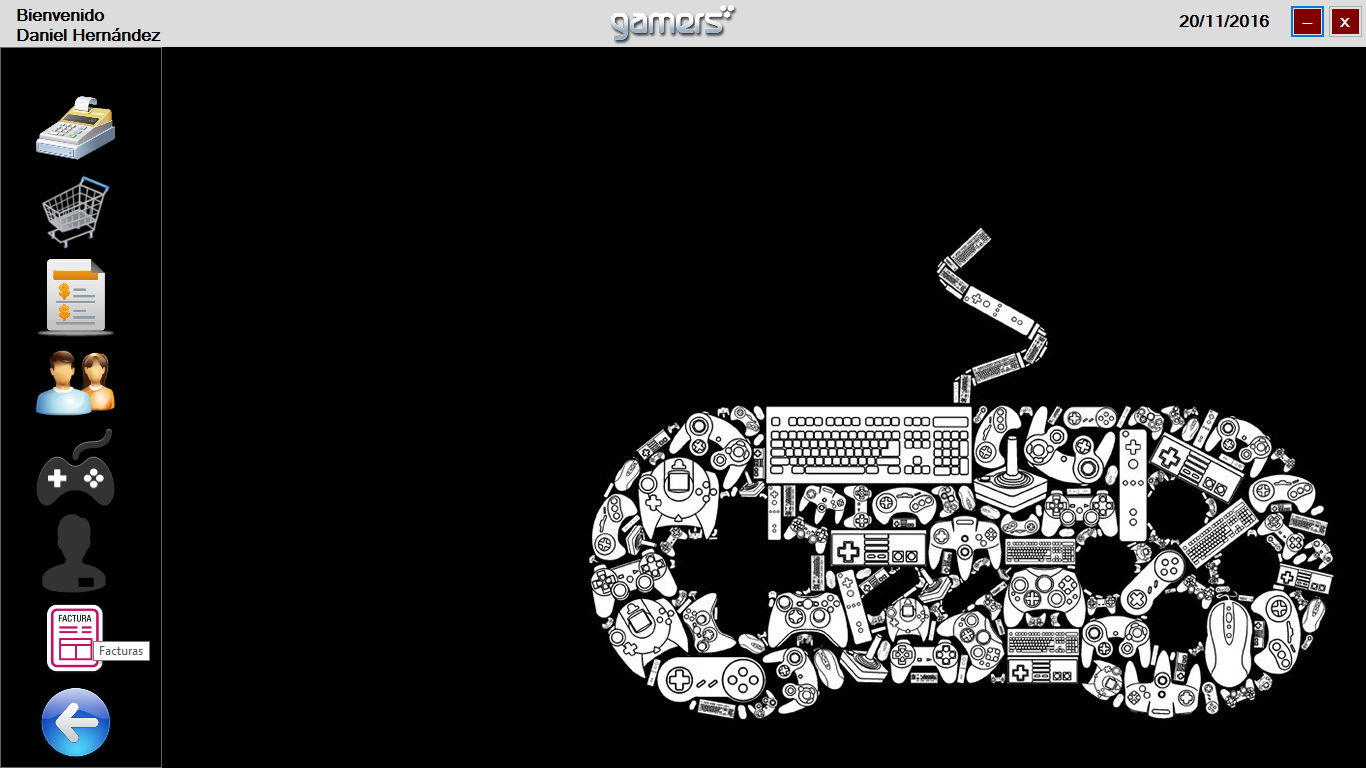 Bienvenido
Daniel Hernández
gamers
20/11/2016
x
FACTURA
Facturas